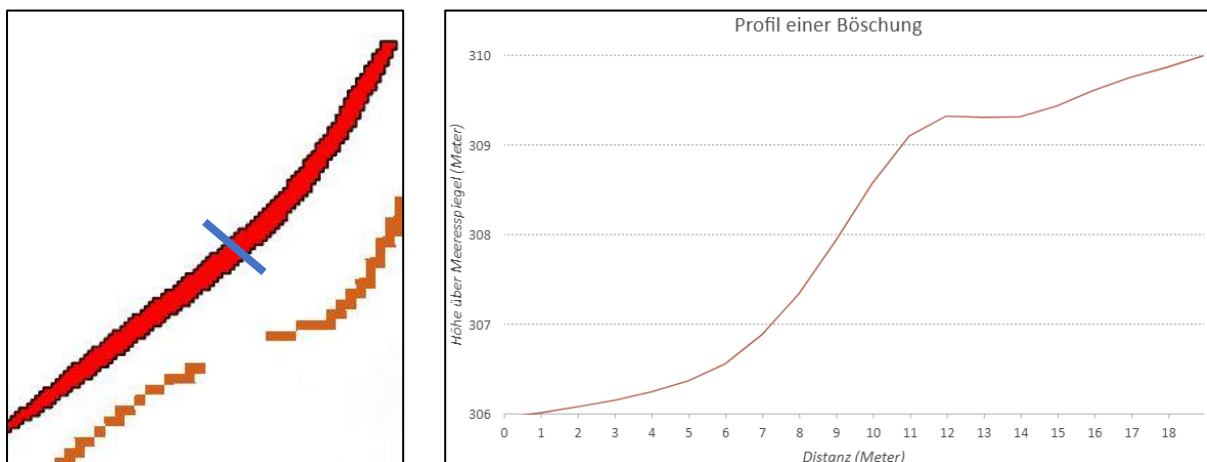 Profil einer Böschung
310
309
308
307
306
Höhe über Meeresspiegel (Meter)
0 1 2 3 4 5 6 7 8 9 10 11 12 13 14 15 16 17 18
Distanz (Meter)